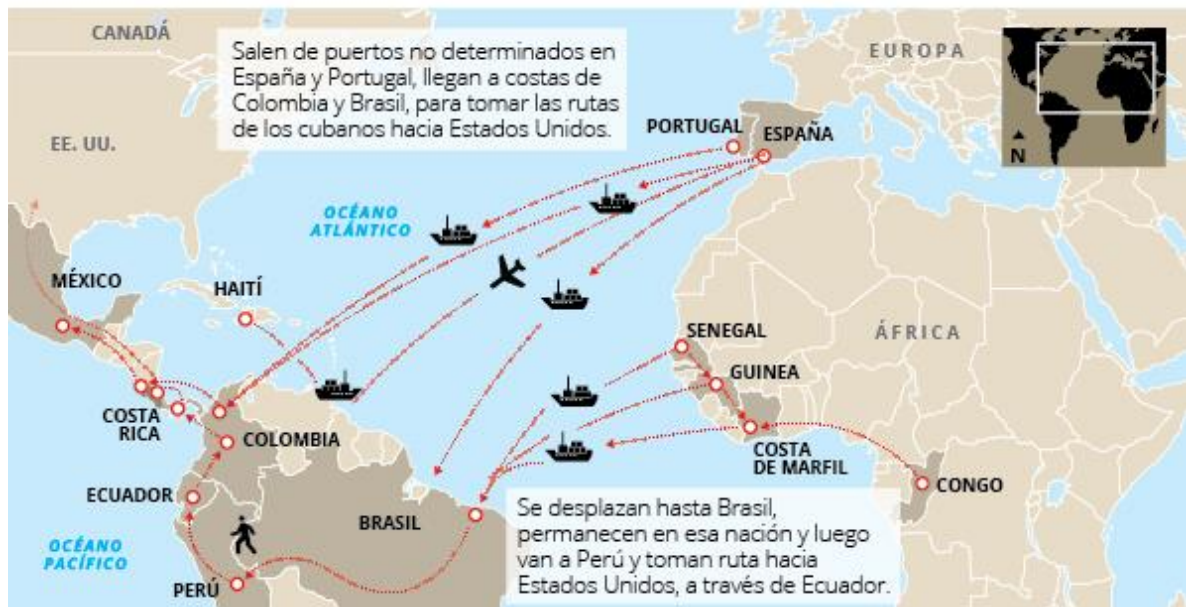 CANADÁ
Salen de puertos no determinados en
España y Portugal, llegan a costas de
Colombia y Brasil, para tomar las rutas
de los cubanos hacia Estados Unidos.
EUROPA
N
EE. UU.
PORTUGAL
ESPAÑA
OCÉANO
ATLÁNTICO
MÉXICO
HAITÍ
SENEGAL
ÁFRICA
GUINEA
COSTA
RICA
COLOMBIA
COSTA
DE MARFIL
CONGO
ECUADOR
BRASIL
Se desplazan hasta Brasil,
permanecen en esa nación y luego
van a Perú y toman ruta hacia
Estados Unidos, a través de Ecuador.
OCÉANO
PACÍFICO
PERÚ